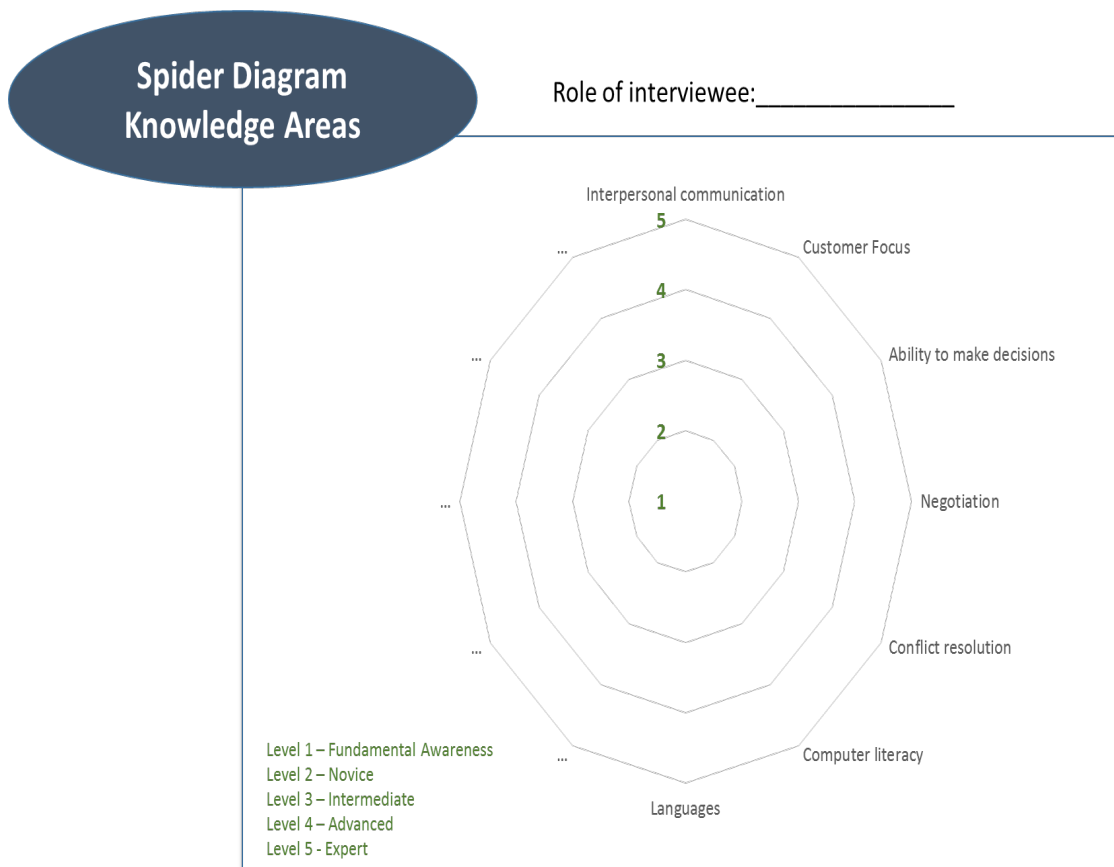 Spider Diagram
Knowledge Areas
Role of interviewee:_______________
Interpersonal communication
5
...
Customer Focus
4
...
3
Ability to make decisions
2
...
1
Negotiation
...
Conflict resolution
...
Computer literacy
Languages
Level 1 – Fundamental Awareness
Level 2 – Novice
Level 3 – Intermediate
Level 4 – Advanced
Level 5 - Expert